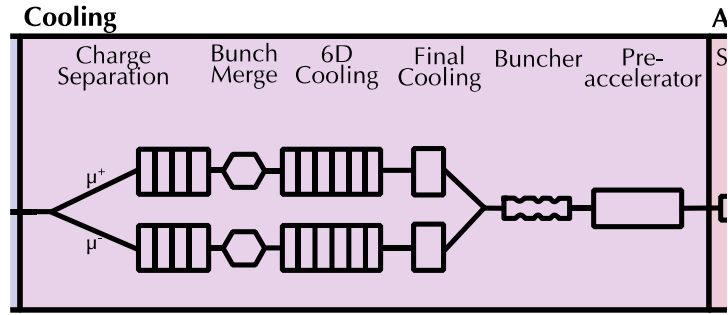 Cooling
A
Charge
Separation
Bunch
Merge
6D
Cooling
Final
Cooling
Buncher
Pre-
accelerator
S
μ+
μ-